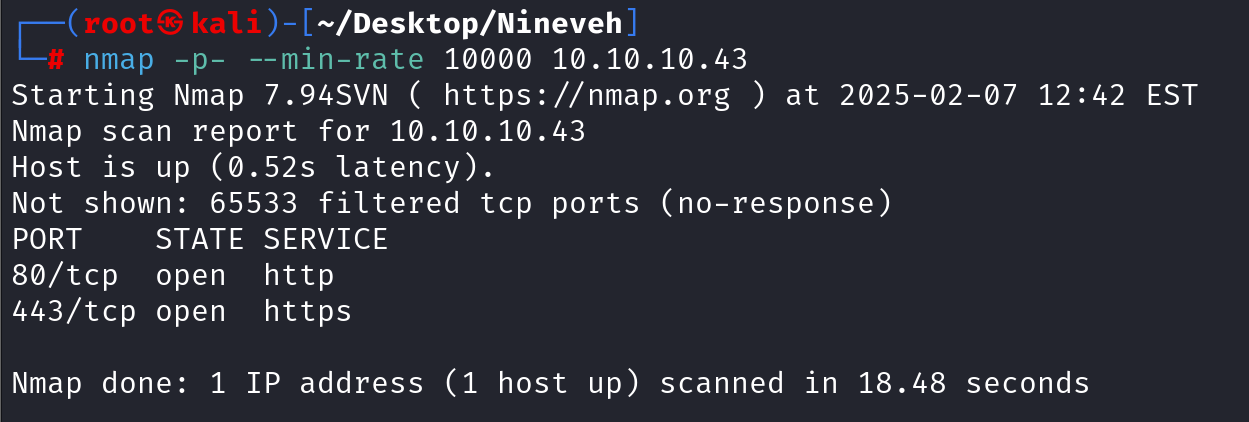 ┌──(root㉿kali)-[~/Desktop/Nineveh]
└─# nmap -p- --min-rate 10000 10.10.10.43
Starting Nmap 7.94SVN ( https://nmap.org ) at 2025-02-07 12:42 EST
Nmap scan report for 10.10.10.43
Host is up (0.52s latency).
Not shown: 65533 filtered tcp ports (no-response)
PORT    STATE SERVICE
80/tcp  open  http
443/tcp open  https
Nmap done: 1 IP address (1 host up) scanned in 18.48 seconds